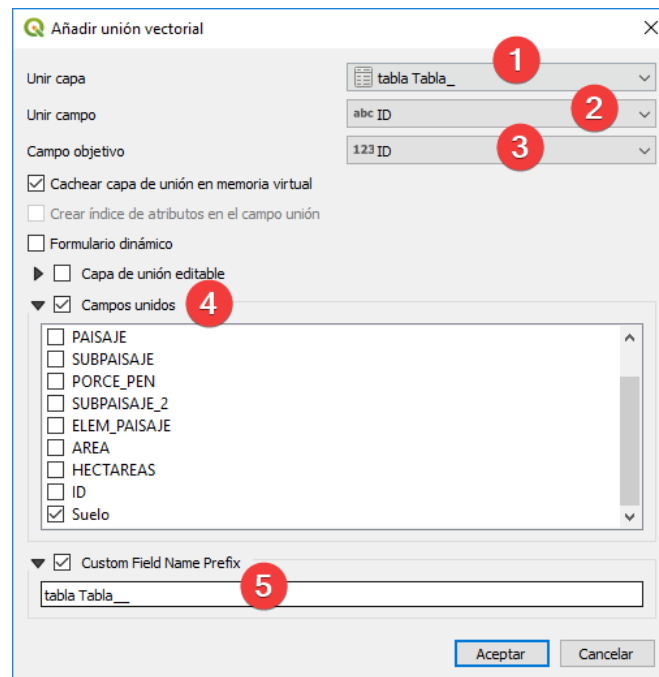 Añadir unión vectorial
1
Unir capa tabla Tabla_
Unir campo abc ID 2
Campo objetivo 123 ID 3
Cachear capa de unión en memoria virtual
Crear índice de atributos en el campo unión
Formulario dinámico
Capa de unión editable
Campos unidos 4
PAISAJE
SUBPAISAJE
PORCE_PEN
SUBPAISAJE_2
ELEM_PAISAJE
AREA
HECTAREAS
ID
Suelo
Custom Field Name Prefix
tabla Tabla__ 5
Aceptar Cancelar